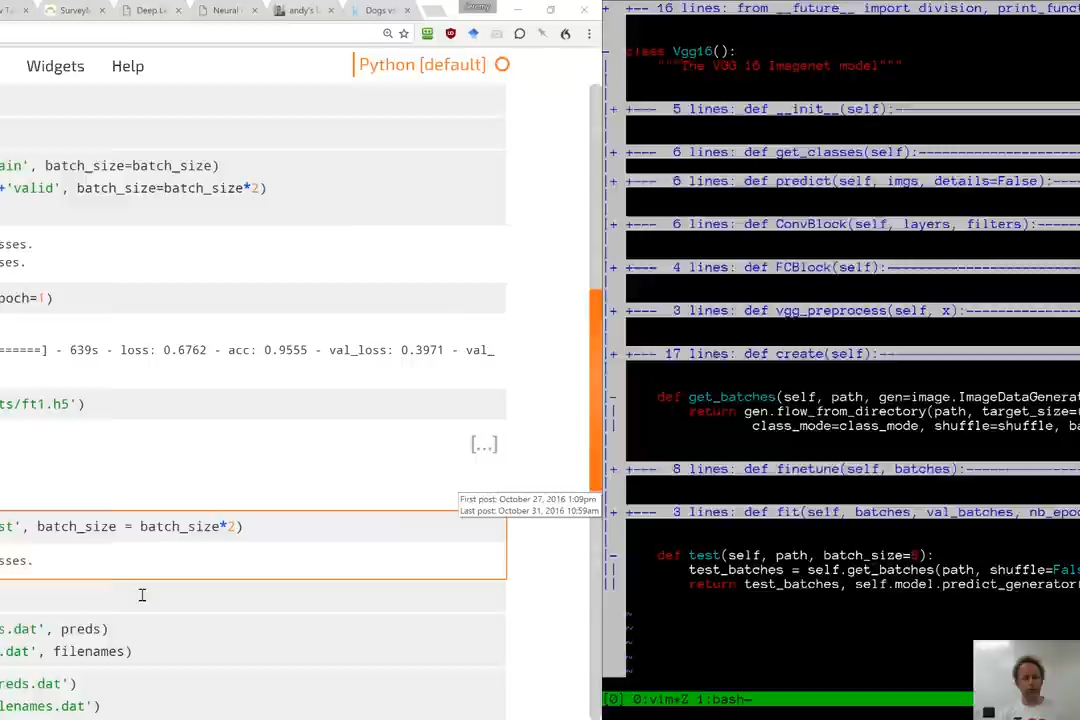 Survey
Deep L
Neural
andy's l
Dogs vs
Jeremy
Widgets
Help
Python [default]
ain', batch_size=batch_size)
+'valid', batch_size=batch_size*2)
sses.
ses.
poch=1)
======] - 639s - loss: 0.6762 - acc: 0.9555 - val_loss: 0.3971 - val_
ts/ft1.h5')
[...]
First post: October 27, 2016 1:09pm
Last post: October 31, 2016 10:59am
st', batch_size = batch_size*2)
sses.
s.dat', preds)
.dat', filenames)
reds.dat')
lenames.dat')
+ +--- 16 lines: from __future__ import division, print_func
class Vgg16():
"""The VGG 16 Imagenet model"""
+ +--- 5 lines: def __init__(self):
+ +--- 6 lines: def get_classes(self):
+ +--- 6 lines: def predict(self, imgs, details=False):
+ +--- 6 lines: def ConvBlock(self, layers, filters):
+ +--- 4 lines: def FCBlock(self):
+ +--- 3 lines: def vgg_preprocess(self, x):
+ +--- 17 lines: def create(self):
def get_batches(self, path, gen=image.ImageDataGenerat
return gen.flow_from_directory(path, target_size=(
class_mode=class_mode, shuffle=shuffle, ba
+ +--- 8 lines: def finetune(self, batches):
+ +--- 3 lines: def fit(self, batches, val_batches, nb_epoc
def test(self, path, batch_size=8):
test_batches = self.get_batches(path, shuffle=Fals
return test_batches, self.model.predict_generator(
~
~
~
~
~
[0] 0:vim*Z 1:bash-